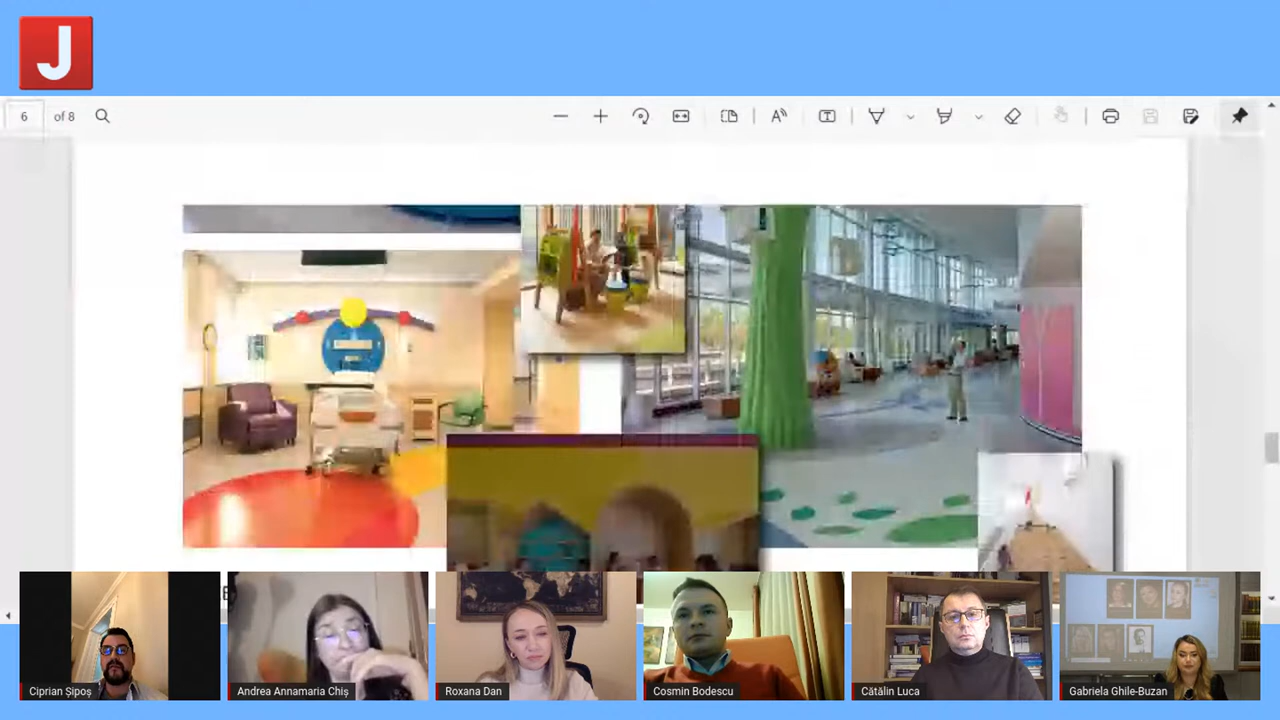 J
6 of 8
Ciprian Șipoș
Andrea Annamaria Chiș
Roxana Dan
Cosmin Bodescu
Cătălin Luca
Gabriela Ghile-Buzan